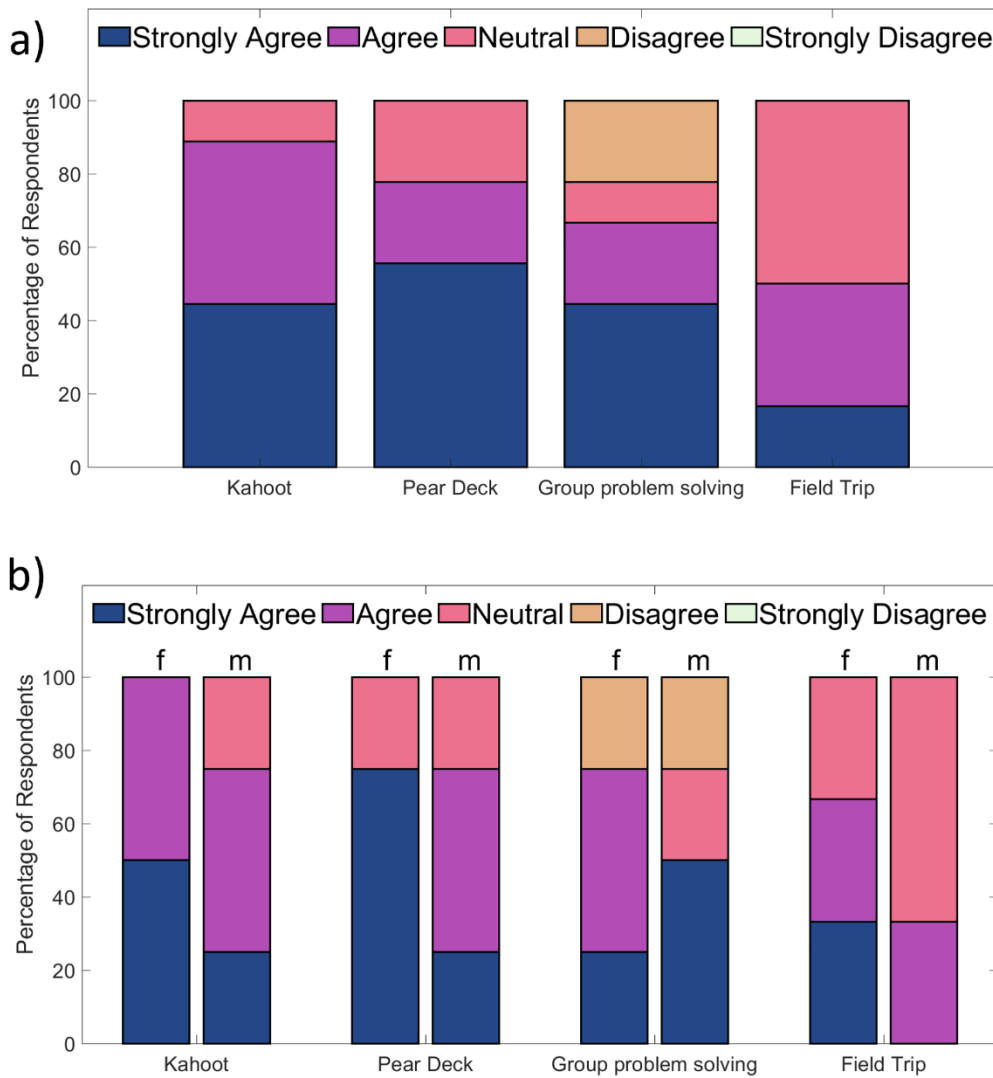 a)
Strongly Agree Agree Neutral Disagree Strongly Disagree
Percentage of Respondents
100
80
60
40
20
0
Kahoot Pear Deck Group problem solving Field Trip
b)
Strongly Agree Agree Neutral Disagree Strongly Disagree
f m f m f m f m
Percentage of Respondents
100
80
60
40
20
0
Kahoot Pear Deck Group problem solving Field Trip